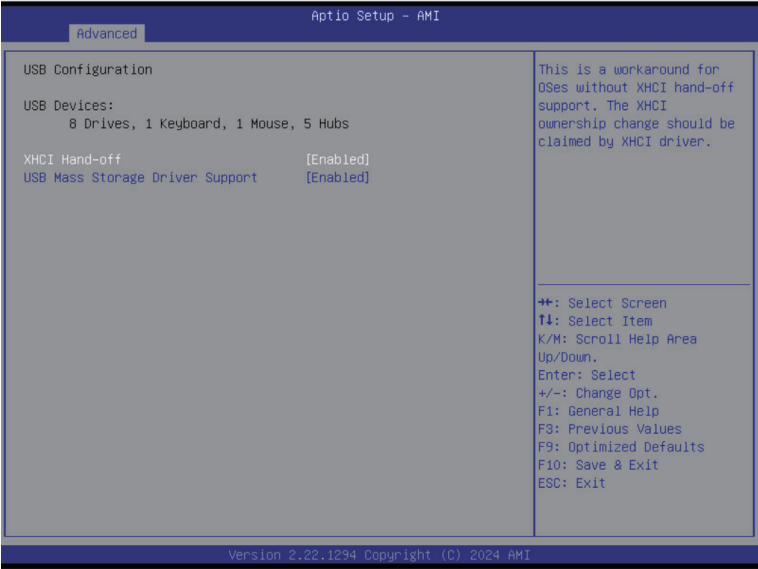 Aptio Setup – AMI
Advanced
USB Configuration
USB Devices:
8 Drives, 1 Keyboard, 1 Mouse, 5 Hubs
XHCI Hand-off [Enabled]
USB Mass Storage Driver Support [Enabled]
This is a workaround for
OSes without XHCI hand-off
support. The XHCI
ownership change should be
claimed by XHCI driver.
→←: Select Screen
↑↓: Select Item
K/M: Scroll Help Area
Up/Down.
Enter: Select
+/-: Change Opt.
F1: General Help
F3: Previous Values
F9: Optimized Defaults
F10: Save & Exit
ESC: Exit
Version 2.22.1294 Copyright (C) 2024 AMI